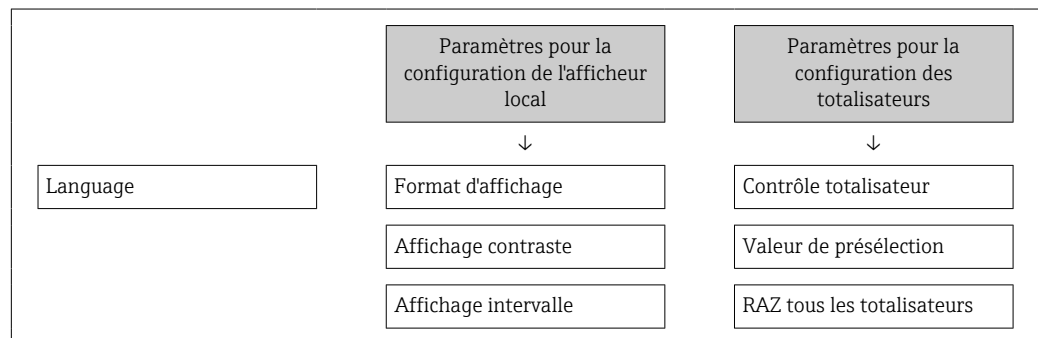 Paramètres pour la
configuration de l'afficheur
local
Paramètres pour la
configuration des
totalisateurs
↓
↓
Language
Format d'affichage
Contrôle totalisateur
Affichage contraste
Valeur de présélection
Affichage intervalle
RAZ tous les totalisateurs